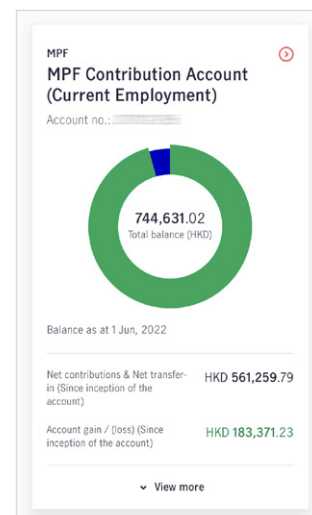 MPF
MPF Contribution Account
(Current Employment)
Account no.:
744,631.02
Total balance (HKD)
Balance as at 1 Jun, 2022
Net contributions & Net transfer-
in (Since inception of the
account)
HKD 561,259.79
Account gain / (loss) (Since
inception of the account)
HKD 183,371.23
View more